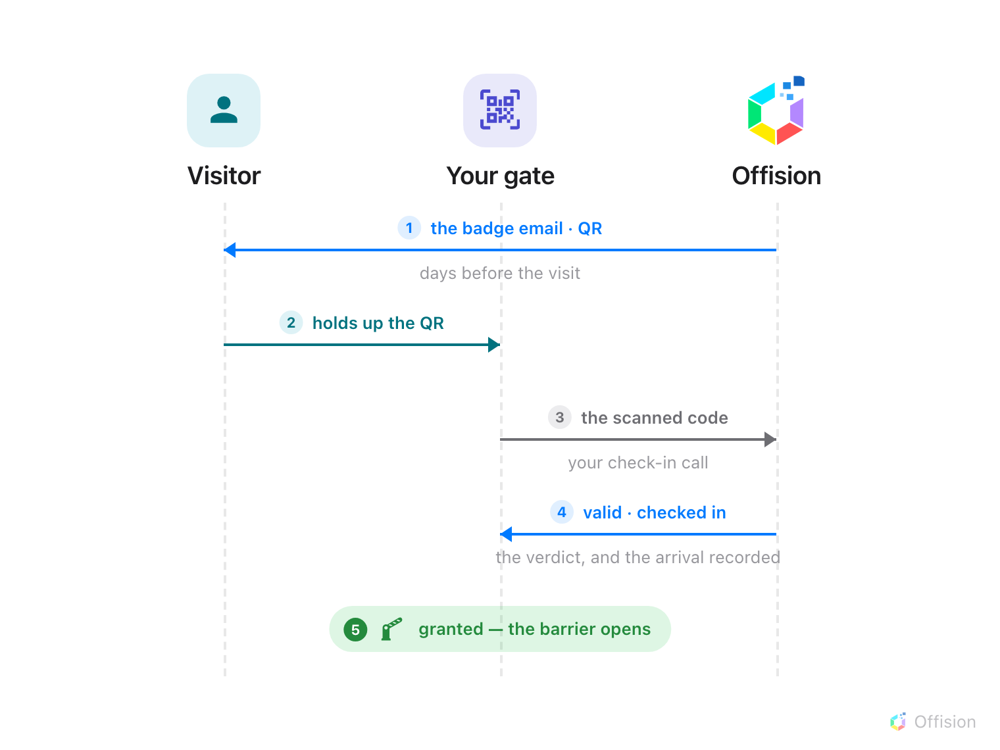 Visitor
Your gate
Offision
1 the badge email · QR
days before the visit
2 holds up the QR
3 the scanned code
your check-in call
4 valid · checked in
the verdict, and the arrival recorded
5 granted — the barrier opens
Offision